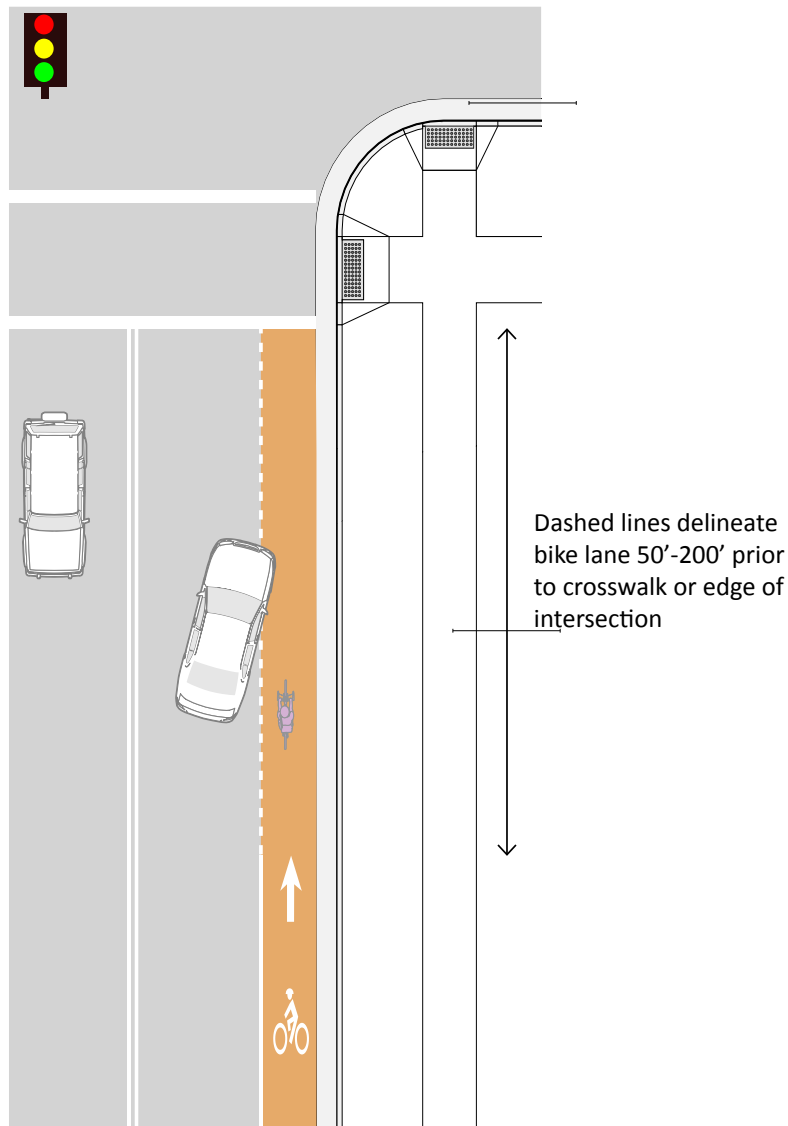 Dashed lines delineate
bike lane 50’-200’ prior
to crosswalk or edge of
intersection